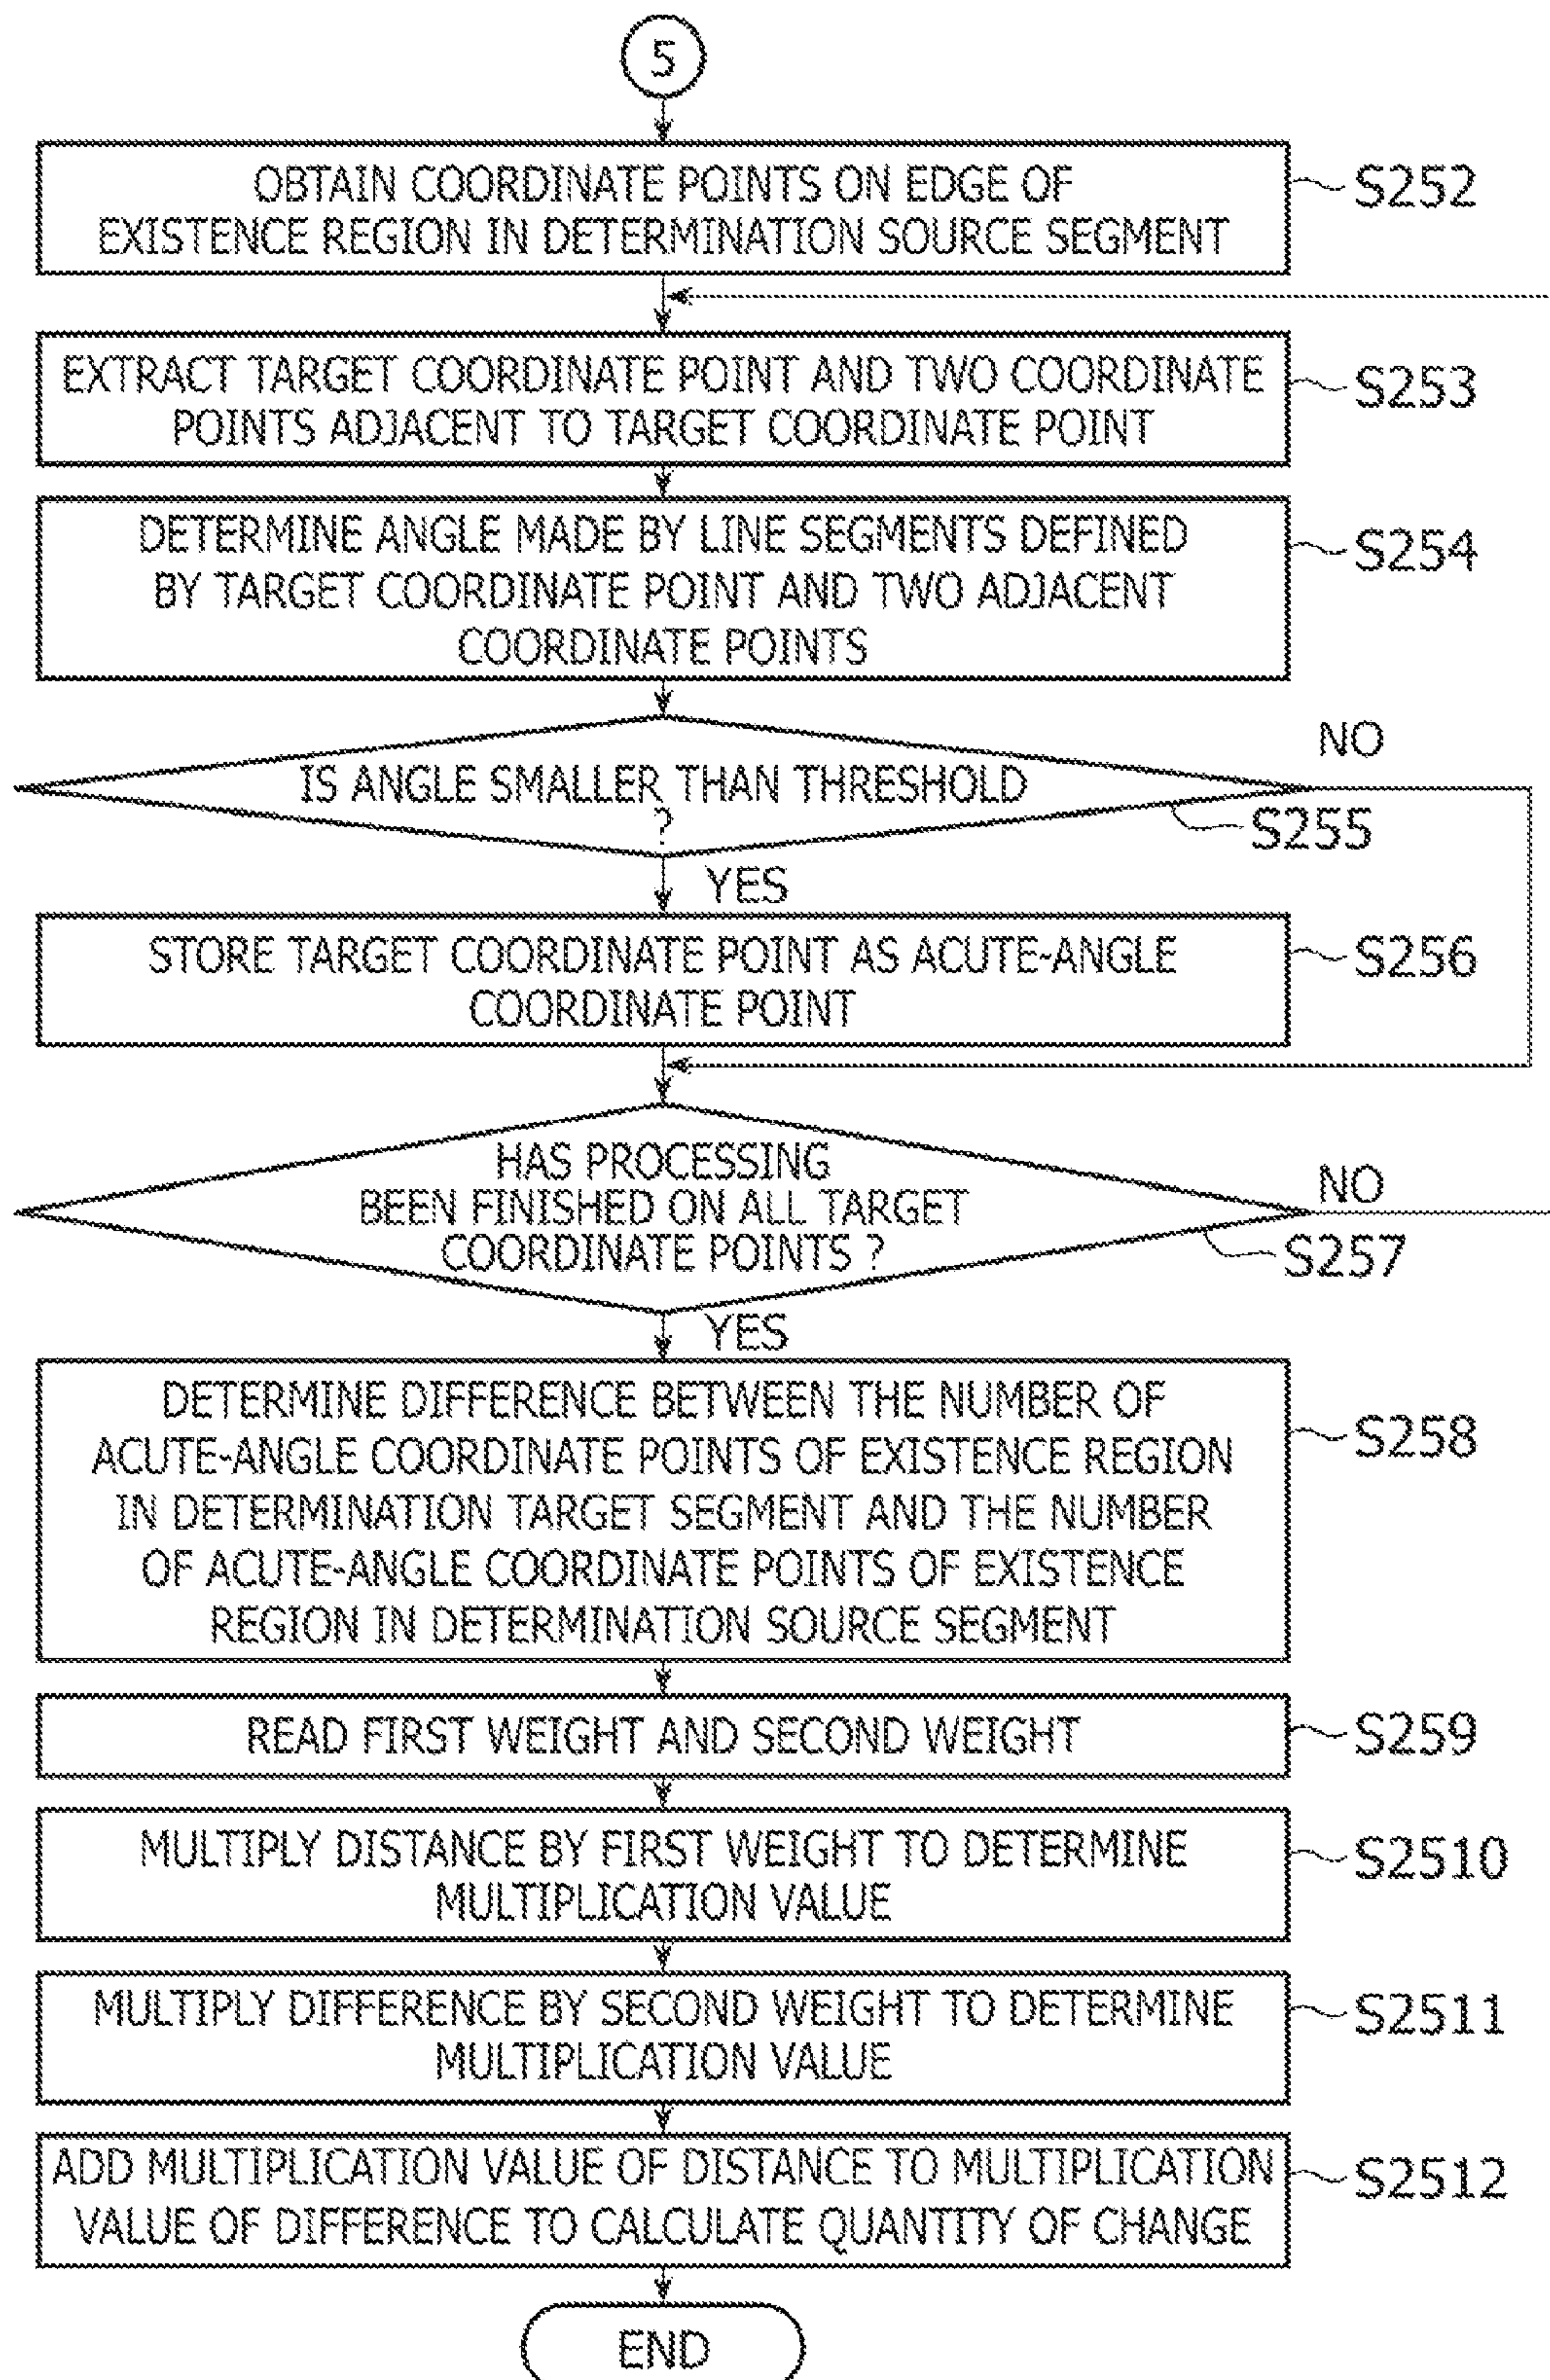 5
OBTAIN COORDINATE POINTS ON EDGE OF
EXISTENCE REGION IN DETERMINATION SOURCE SEGMENT
S252
EXTRACT TARGET COORDINATE POINT AND TWO COORDINATE
POINTS ADJACENT TO TARGET COORDINATE POINT
S253
DETERMINE ANGLE MADE BY LINE SEGMENTS DEFINED
BY TARGET COORDINATE POINT AND TWO ADJACENT
COORDINATE POINTS
S254
IS ANGLE SMALLER THAN THRESHOLD
?
NO
S255
YES
STORE TARGET COORDINATE POINT AS ACUTE-ANGLE
COORDINATE POINT
S256
HAS PROCESSING
BEEN FINISHED ON ALL TARGET
COORDINATE POINTS ?
NO
S257
YES
DETERMINE DIFFERENCE BETWEEN THE NUMBER OF
ACUTE-ANGLE COORDINATE POINTS OF EXISTENCE REGION
IN DETERMINATION TARGET SEGMENT AND THE NUMBER
OF ACUTE-ANGLE COORDINATE POINTS OF EXISTENCE
REGION IN DETERMINATION SOURCE SEGMENT
S258
READ FIRST WEIGHT AND SECOND WEIGHT
S259
MULTIPLY DISTANCE BY FIRST WEIGHT TO DETERMINE
MULTIPLICATION VALUE
S2510
MULTIPLY DIFFERENCE BY SECOND WEIGHT TO DETERMINE
MULTIPLICATION VALUE
S2511
ADD MULTIPLICATION VALUE OF DISTANCE TO MULTIPLICATION
VALUE OF DIFFERENCE TO CALCULATE QUANTITY OF CHANGE
S2512
END